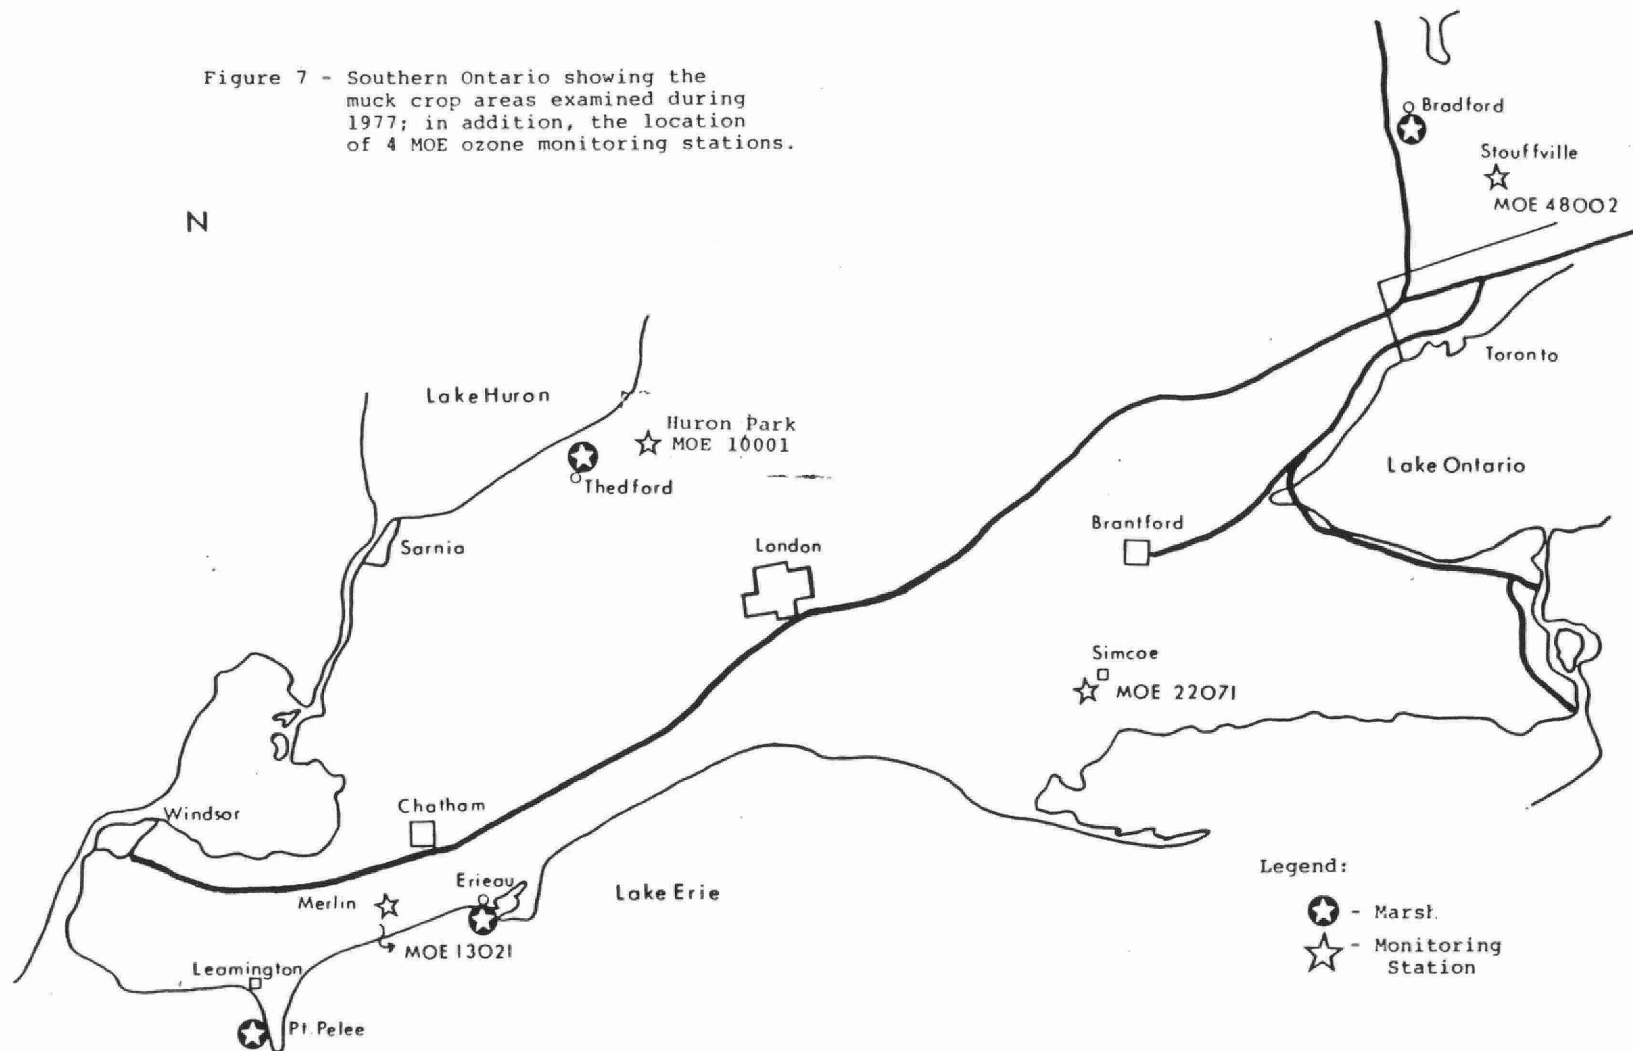 Figure 7 - Southern Ontario showing the
muck crop areas examined during
1977; in addition, the location
of 4 MOE ozone monitoring stations.
N
Bradford
Stouffville
MOE 48002
Toronto
Lake Huron
Huron Park
MOE 10001
Thedford
Lake Ontario
Sarnia
London
Brantford
Simcoe
MOE 22071
Windsor
Chatham
Erieau
Lake Erie
Merlin
MOE 13021
Leamington
Pt. Pelee
Legend:
- Marsh
- Monitoring
Station